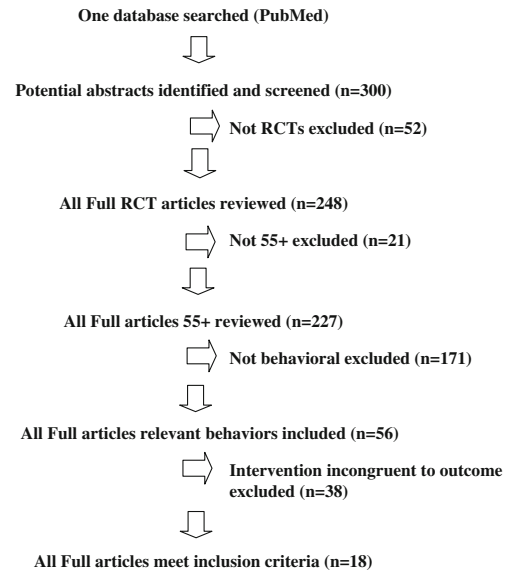 One database searched (PubMed)
Potential abstracts identified and screened (n=300)
Not RCTs excluded (n=52)
All Full RCT articles reviewed (n=248)
Not 55+ excluded (n=21)
All Full articles 55+ reviewed (n=227)
Not behavioral excluded (n=171)
All Full articles relevant behaviors included (n=56)
Intervention incongruent to outcome
excluded (n=38)
All Full articles meet inclusion criteria (n=18)